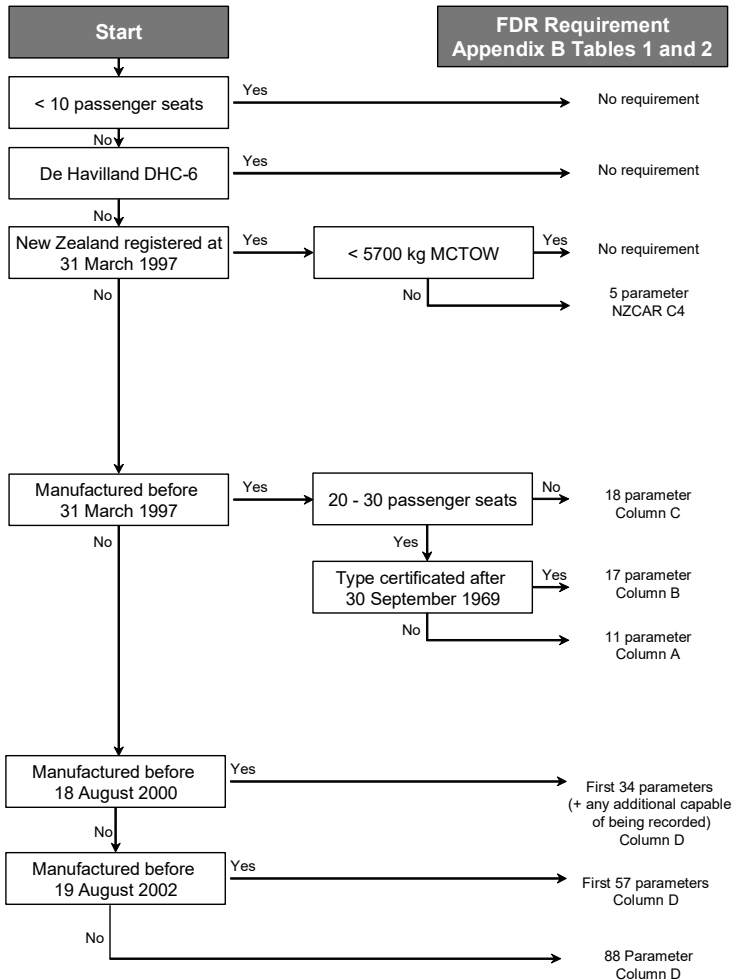 Start
FDR Requirement
Appendix B Tables 1 and 2
< 10 passenger seats
Yes
No requirement
No
De Havilland DHC-6
Yes
No requirement
No
New Zealand registered at
31 March 1997
Yes
< 5700 kg MCTOW
Yes
No requirement
No
No
5 parameter
NZCAR C4
Manufactured before
31 March 1997
Yes
20 - 30 passenger seats
No
18 parameter
Column C
No
Yes
Type certificated after
30 September 1969
Yes
17 parameter
Column B
No
11 parameter
Column A
Manufactured before
18 August 2000
Yes
First 34 parameters
(+ any additional capable
of being recorded)
Column D
No
Manufactured before
19 August 2002
Yes
First 57 parameters
Column D
No
88 Parameter
Column D